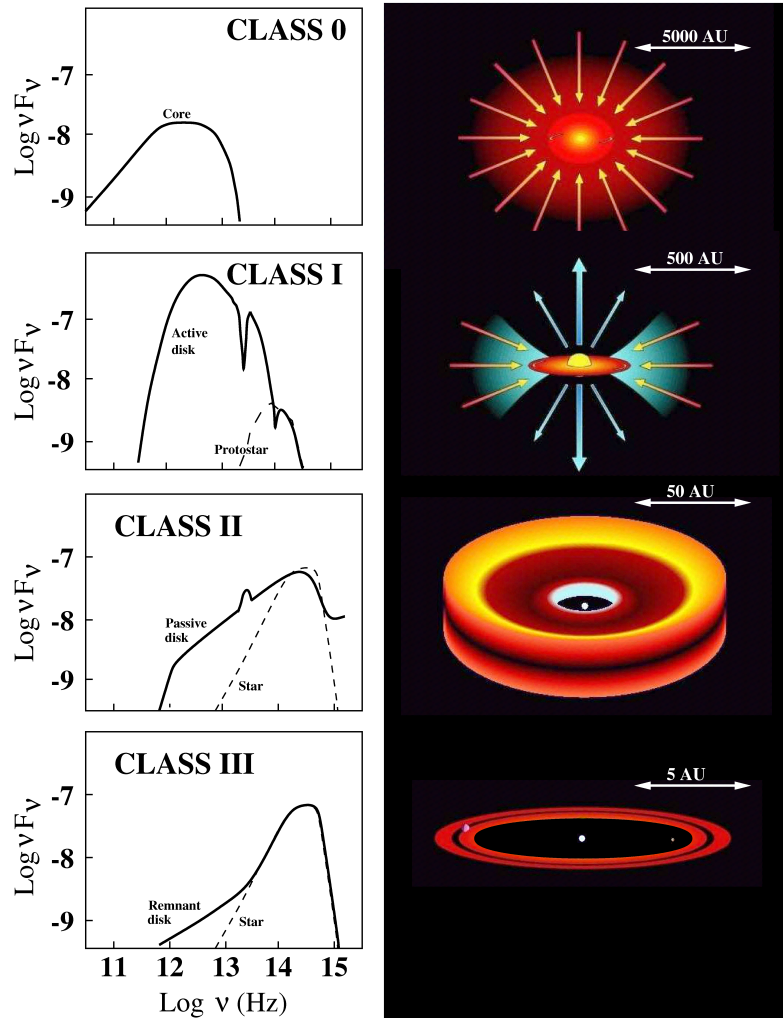 CLASS 0
Log νFν
-7
-8
-9
Core
5000 AU
CLASS I
Log νFν
-7
-8
-9
Active
disk
Protostar
500 AU
CLASS II
Log νFν
-7
-8
-9
Passive
disk
Star
50 AU
CLASS III
Log νFν
-7
-8
-9
Remnant
disk
Star
5 AU
11 12 13 14 15
Log ν (Hz)